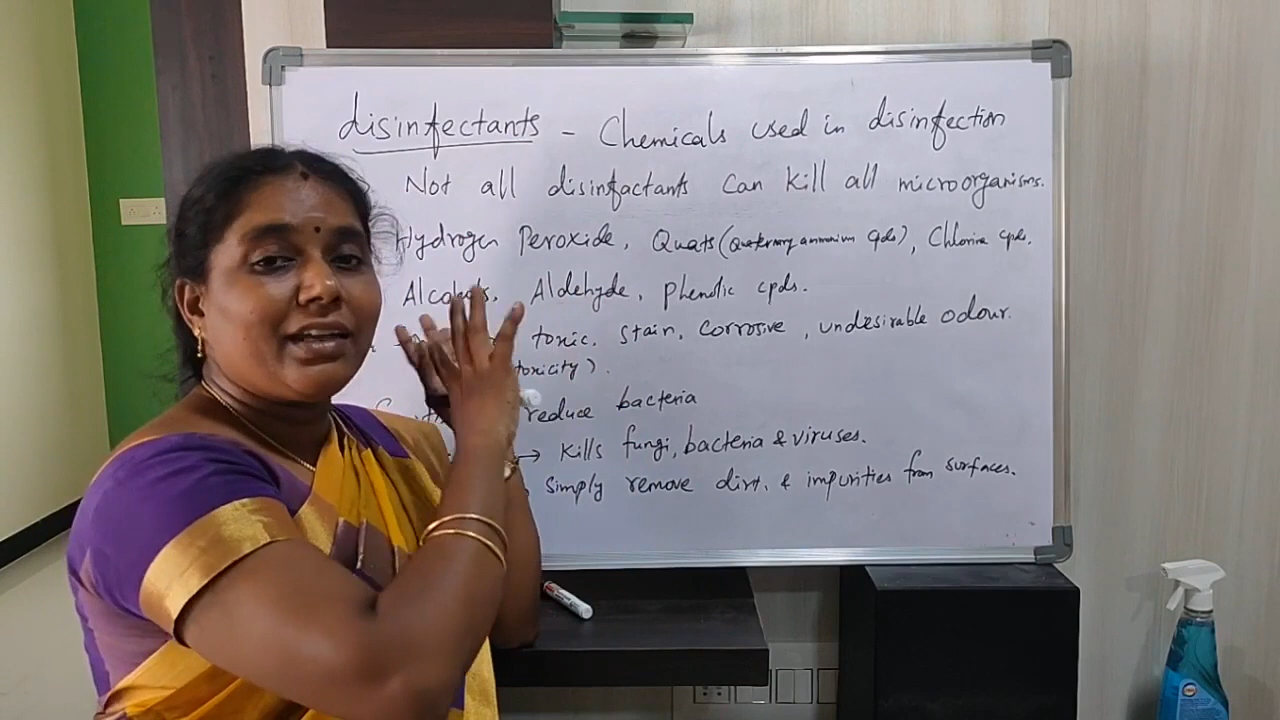 disinfectants - Chemicals used in disinfection
Not all disinfactants can kill all microorganisms.
Hydrogen Peroxide, Quats (Quaternary ammonium cpds), Chlorine cpds.
Alcohols, Aldehyde, phenolic cpds.
toxic. stain, corrosive, undesirable odour.
toxicity).
reduce bacteria
→ kills fungi, bacteria & viruses.
simply remove dirt. & impurities from surfaces.